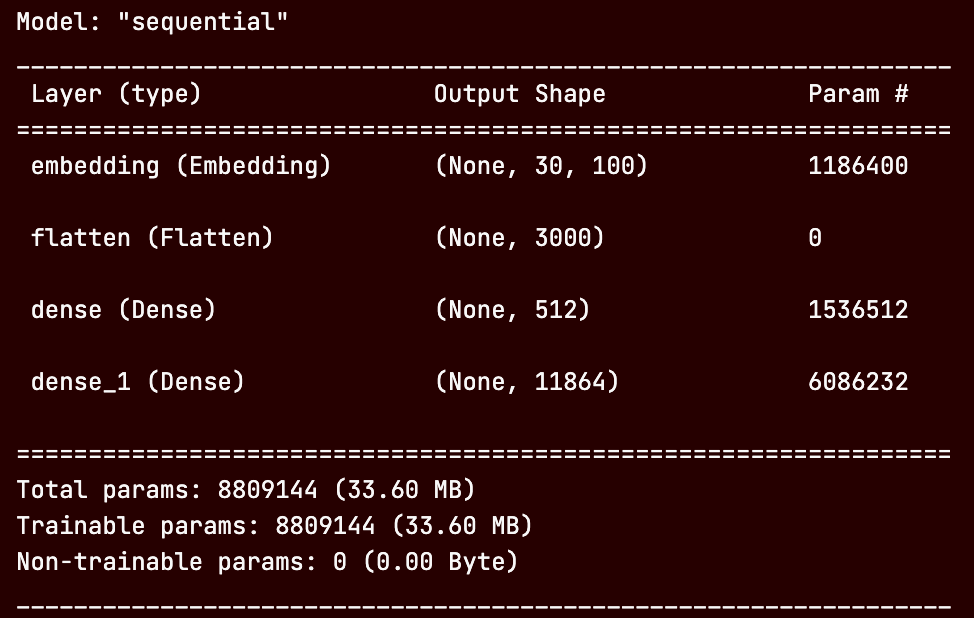 Model: "sequential"
_________________________________________________________________
Layer (type) Output Shape Param #
=================================================================
embedding (Embedding) (None, 30, 100) 1186400
flatten (Flatten) (None, 3000) 0
dense (Dense) (None, 512) 1536512
dense_1 (Dense) (None, 11864) 6086232
=================================================================
Total params: 8809144 (33.60 MB)
Trainable params: 8809144 (33.60 MB)
Non-trainable params: 0 (0.00 Byte)
_________________________________________________________________